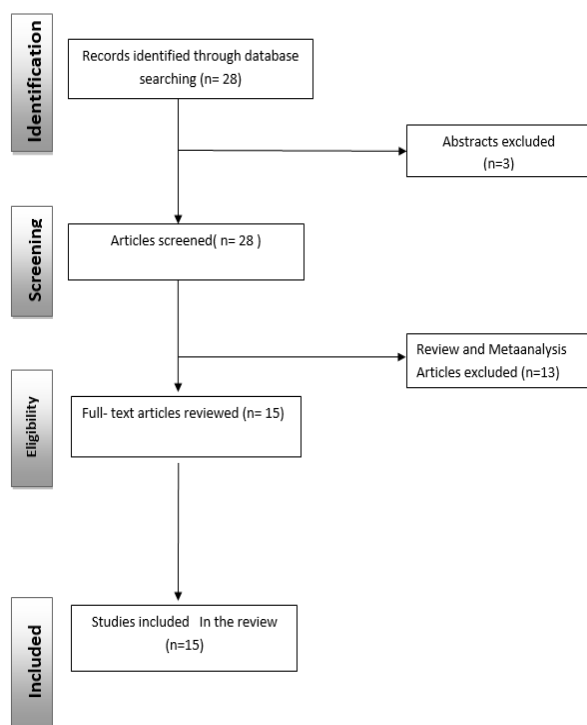 Identification
Records identified through database
searching (n= 28)
Abstracts excluded
(n=3)
Screening
Articles screened( n= 28 )
Review and Metaanalysis
Articles excluded (n=13)
Eligibility
Full- text articles reviewed (n= 15)
Included
Studies included In the review
(n=15)